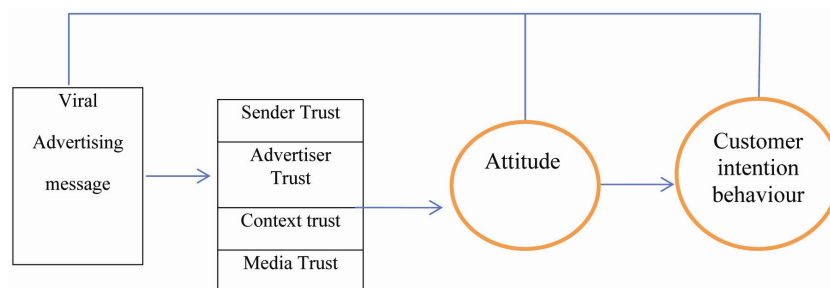 Viral
Advertising
message
Sender Trust
Advertiser
Trust
Context trust
Media Trust
Attitude
Customer
intention
behaviour